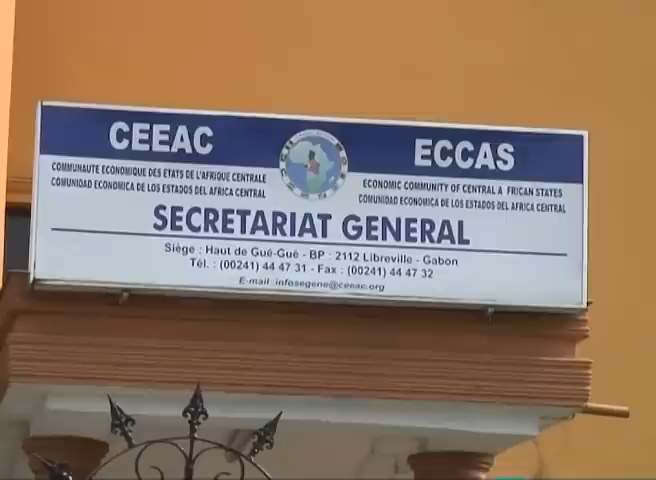 CEEAC
COMMUNAUTE ECONOMIQUE DES ETATS DE L'AFRIQUE CENTRALE
COMUNIDAD ECONOMICA DE LOS ESTADOS DEL AFRICA CENTRAL
ECCAS
ECONOMIC COMMUNITY OF CENTRAL A FRICAN STATES
COMUNIDAD ECONOMICA DE LOS ESTADOS DEL AFRICA CENTRAL
SECRETARIAT GENERAL
Siège : Haut de Gué-Gué - BP : 2112 Libreville - Gabon
Tél. : (00241) 44 47 31 - Fax : (00241) 44 47 32
E-mail :infosegene@ceeac.org